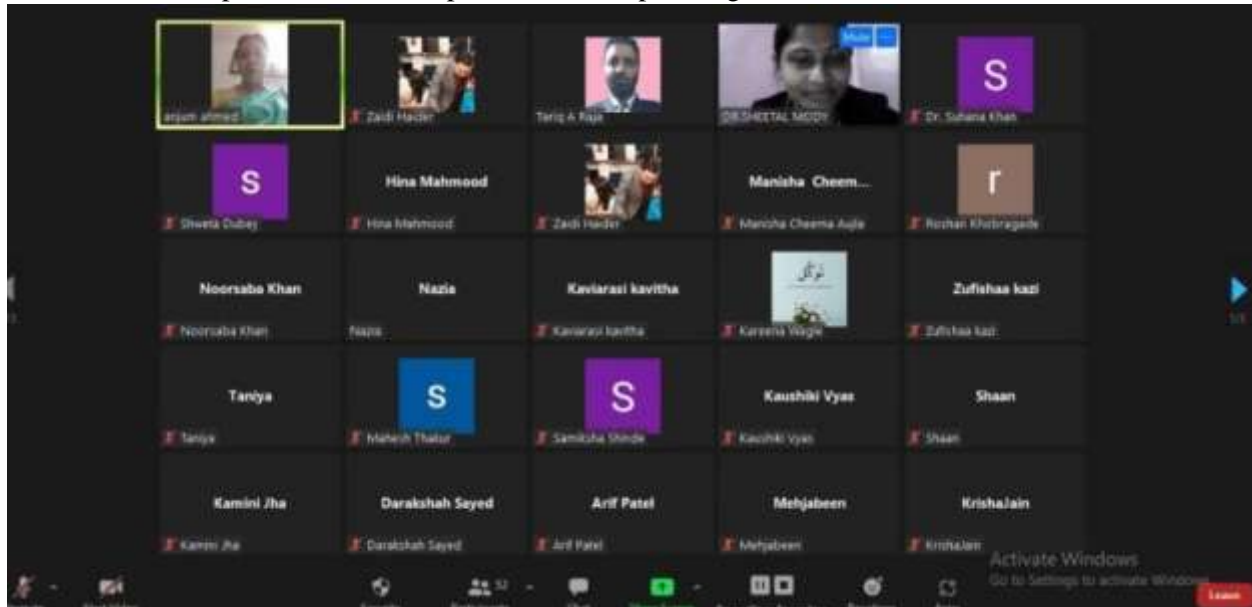 Mute
anjum ahmed
Zaidi Haider
Tariq A Raja
DR.SHEETAL MODY
S
Dr. Suhana Khan
S
Shweta Dubey
Hina Mahmood
Hina Mahmood
Zaidi Haider
Manisha Cheem...
Manisha Cheema Aujle
r
Roshan Khobragade
Noorsaba Khan
Noorsaba Khan
Nazia
Nazia
Kaviarasi kavitha
Kaviarasi kavitha
Kareena Wagle
Zufishaa kazi
Zufishaa kazi
Taniya
Taniya
S
Mahesh Thakur
S
Samiksha Shinde
Kaushiki Vyas
Kaushiki Vyas
Shaan
Shaan
Kamini Jha
Kamini Jha
Darakshah Sayed
Darakshah Sayed
Arif Patel
Arif Patel
Mehjabeen
Mehjabeen
KrishaJain
KrishaJain
Activate Windows
Go to Settings to activate Windows.
52
Leave